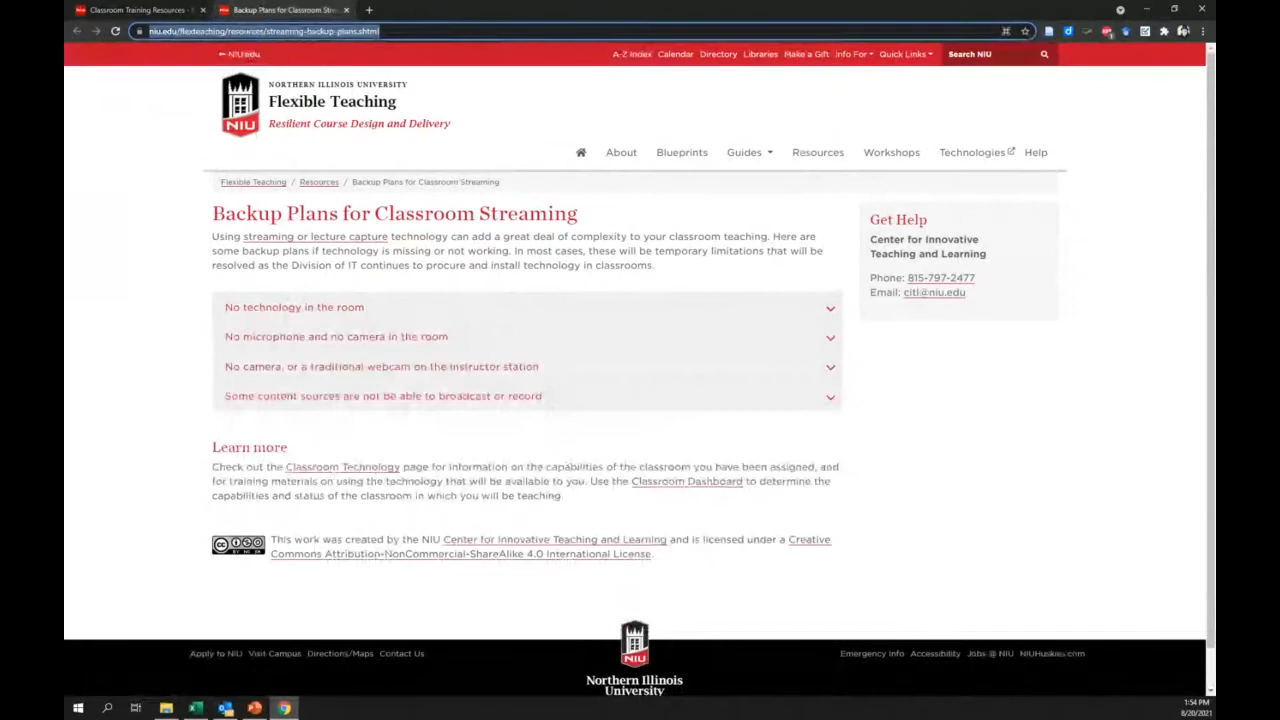 Classroom Training Resources -
Backup Plans for Classroom Stre
niu.edu/flexteaching/resources/streaming-backup-plans.shtml
NIU.edu
A-Z Index Calendar Directory Libraries Make a Gift Info For Quick Links Search NIU
NORTHERN ILLINOIS UNIVERSITY
Flexible Teaching
Resilient Course Design and Delivery
NIU
About Blueprints Guides Resources Workshops Technologies Help
Flexible Teaching / Resources / Backup Plans for Classroom Streaming
Backup Plans for Classroom Streaming
Using streaming or lecture capture technology can add a great deal of complexity to your classroom teaching. Here are
some backup plans if technology is missing or not working. In most cases, these will be temporary limitations that will be
resolved as the Division of IT continues to procure and install technology in classrooms.
No technology in the room
No microphone and no camera in the room
No camera, or a traditional webcam on the instructor station
Some content sources are not be able to broadcast or record
Get Help
Center for Innovative
Teaching and Learning
Phone: 815-797-2477
Email: citl@niu.edu
Learn more
Check out the Classroom Technology page for information on the capabilities of the classroom you have been assigned, and
for training materials on using the technology that will be available to you. Use the Classroom Dashboard to determine the
capabilities and status of the classroom in which you will be teaching.
This work was created by the NIU Center for Innovative Teaching and Learning and is licensed under a Creative
Commons Attribution-NonCommercial-ShareAlike 4.0 International License.
BY NC SA
Apply to NIU Visit Campus Directions/Maps Contact Us
NIU
Northern Illinois
University
Emergency Info Accessibility Jobs @ NIU NIUHuskies.com
1:54 PM
8/20/2021